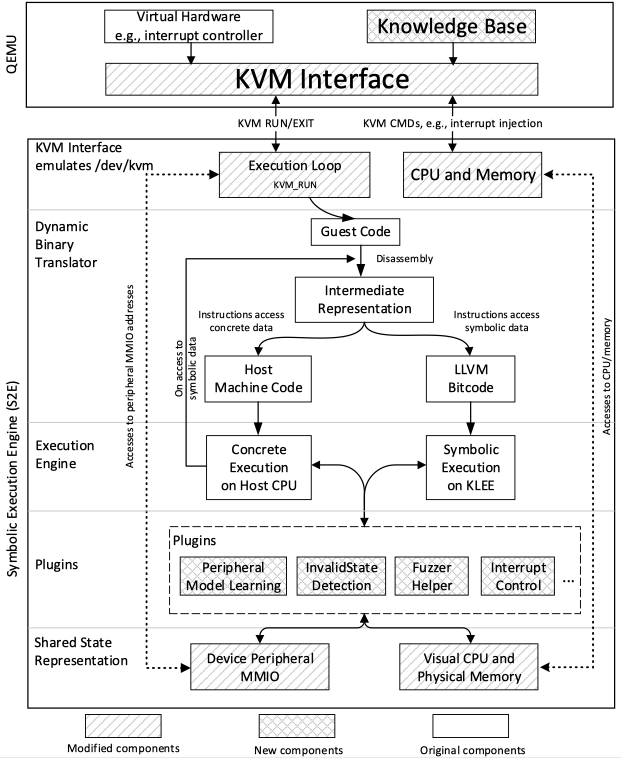 QEMU
Virtual Hardware
e.g., interrupt controller
Knowledge Base
KVM Interface
KVM RUN/EXIT
KVM CMDs, e.g., interrupt injection
Symbolic Execution Engine (S2E)
KVM Interface
emulates /dev/kvm
Execution Loop
KVM_RUN
CPU and Memory
Dynamic
Binary
Translator
Guest Code
Disassembly
Intermediate
Representation
Instructions access
concrete data
Instructions access
symbolic data
Accesses to peripheral MMIO addresses
On access to
symbolic data
Accesses to CPU/memory
Host
Machine Code
LLVM
Bitcode
Execution
Engine
Concrete
Execution
on Host CPU
Symbolic
Execution
on KLEE
Plugins
Plugins
Peripheral
Model Learning
InvalidState
Detection
Fuzzer
Helper
Interrupt
Control
...
Shared State
Representation
Device Peripheral
MMIO
Visual CPU and
Physical Memory
Modified components
New components
Original components